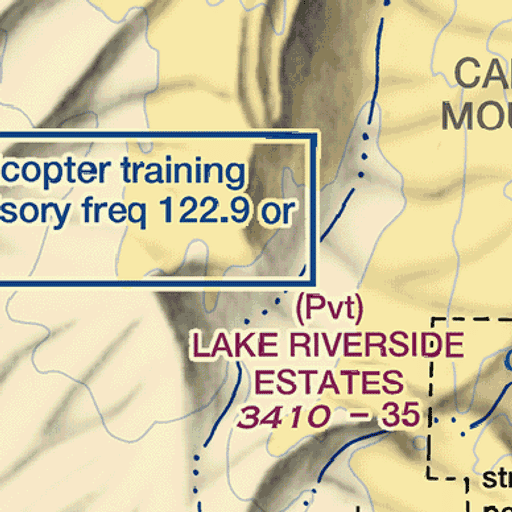 CA
MOU
copter training
sory freq 122.9 or
(Pvt)
LAKE RIVERSIDE
ESTATES
3410 – 35
str